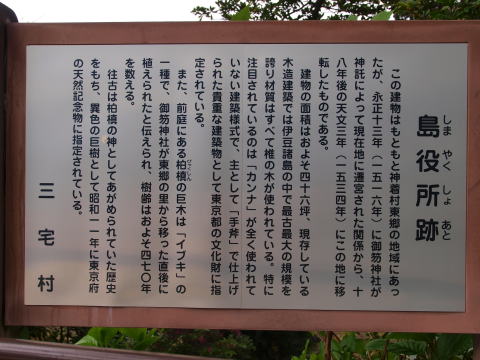 島役所跡
しま やく しょ あと
この建物はもともと神着村東郷の地域にあっ
たが、永正十三年(一五一六年)に御笏神社が
神託によって現在地に遷宮された関係から、十
八年後の天文三年(一五三四年)にこの地に移
転したものである。
建物の面積はおよそ四十六坪、現存している
木造建築では伊豆諸島の中で最古最大の規模を
誇り材質はすべて椎の木が使われている。特に
注目されているのは「カンナ」が全く使われて
いない建築様式で、主として「手斧」で仕上げ
られた貴重な建築物として東京都の文化財に指
定されている。
また、前庭にある柏槙の巨木は「イブキ」の
びゃくしん
一種で、御笏神社が東郷の里から移った直後に
植えられたと伝えられ、樹齢はおよそ四七〇年
を数える。
往古は柏槙の神としてあがめられていた歴史
をもち、異色の巨樹として昭和一一年に東京府
の天然記念物に指定されている。
三宅村